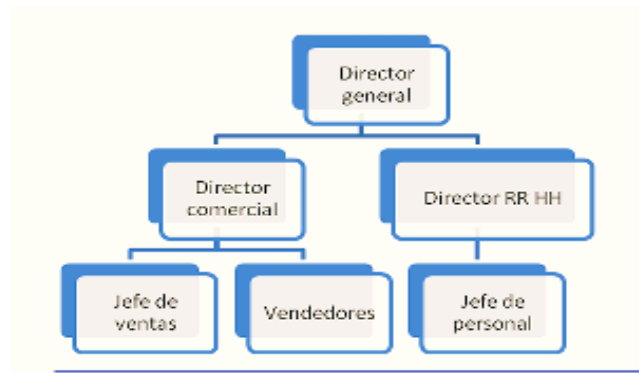 Director
general
Director
comercial
Director RR HH
Jefe de
ventas
Vendedores
Jefe de
personal